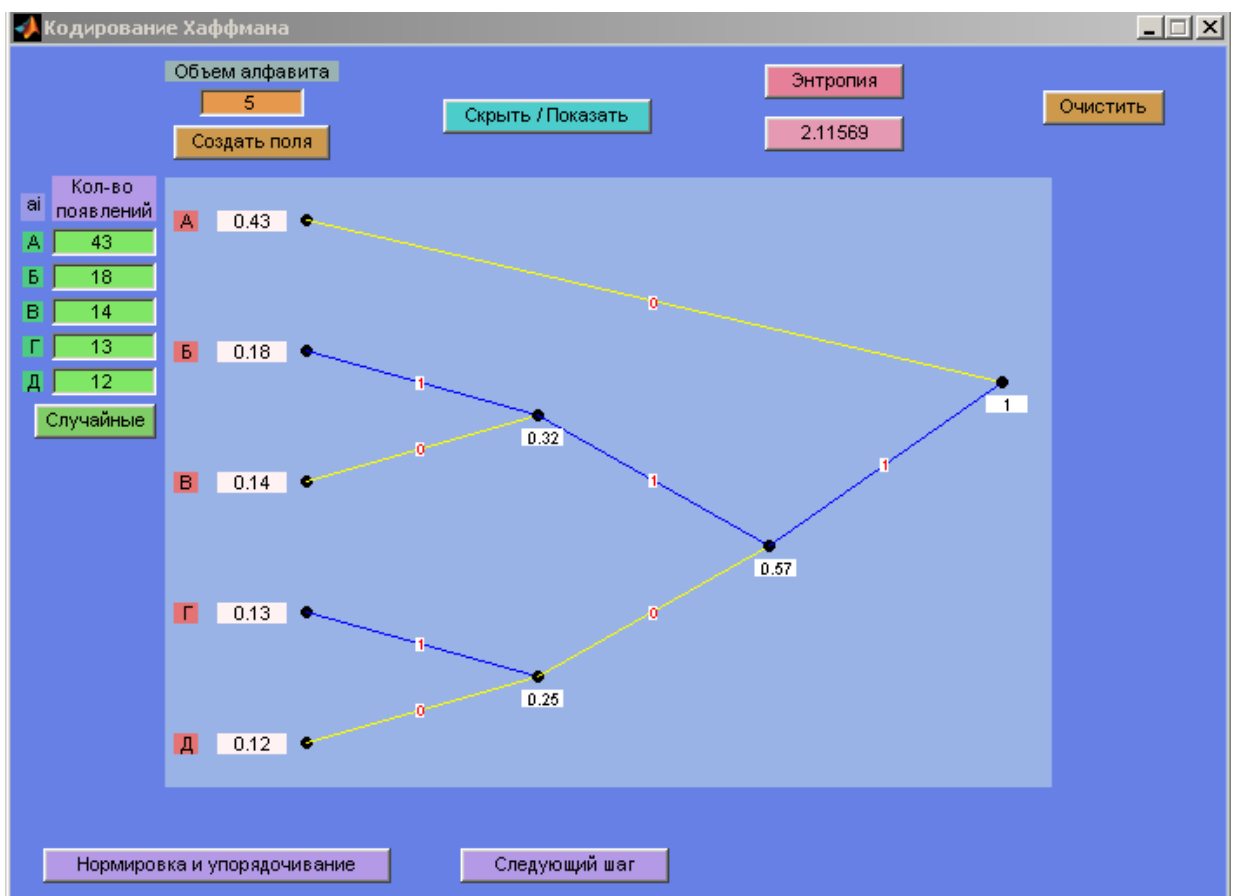 Кодирование Хаффмана
Объем алфавита
5
Создать поля
Скрыть / Показать
Энтропия
2.11569
Очистить
ai
Кол-во
появлений
А 43
Б 18
В 14
Г 13
Д 12
Случайные
А 0.43
0
Б 0.18
1
1
0.32
0
В 0.14
1
1
0.57
Г 0.13
0
1
0.25
0
Д 0.12
Нормировка и упорядочивание
Следующий шаг